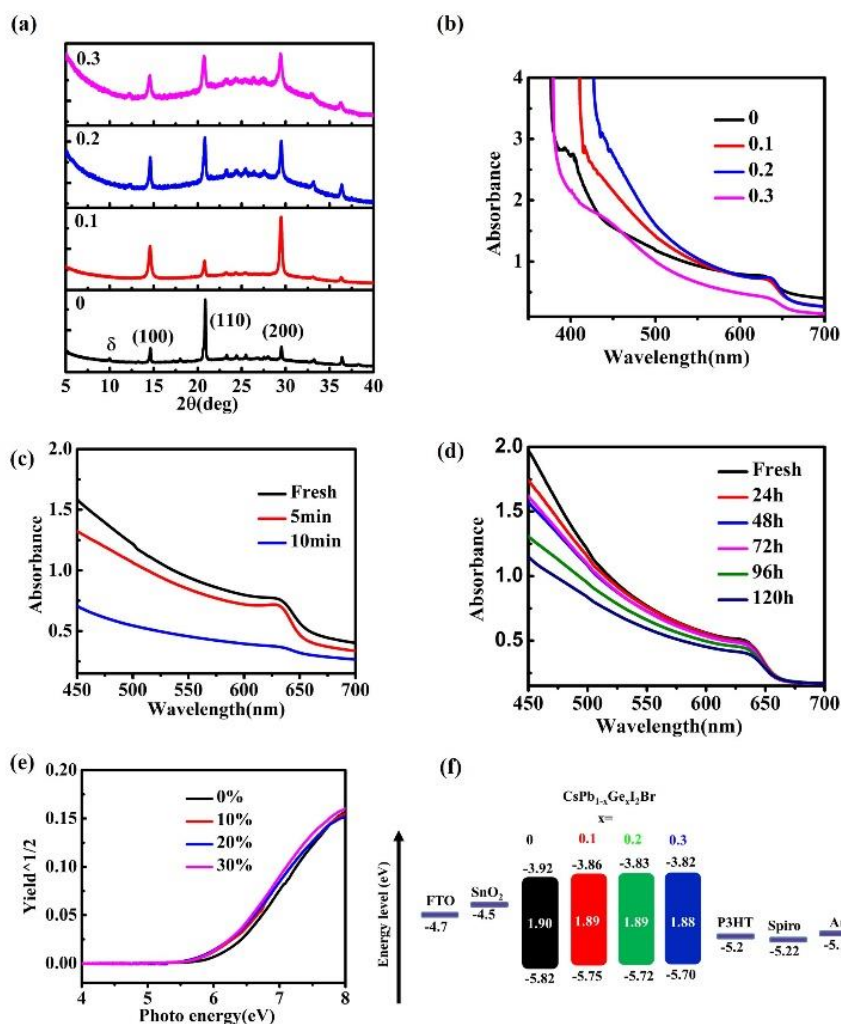 (a)
0.3
0.2
0.1
0
δ
(100)
(110)
(200)
5 10 15 20 25 30 35 40
2θ(deg)
(b)
4
3
2
1
Absorbance
0
0.1
0.2
0.3
400 450 500 550 600 650 700
Wavelength(nm)
(c)
2.0
1.5
1.0
0.5
Absorbance
Fresh
5min
10min
450 500 550 600 650 700
Wavelength(nm)
(d)
2.0
1.5
1.0
0.5
Absorbance
Fresh
24h
48h
72h
96h
120h
450 500 550 600 650 700
Wavelength(nm)
(e)
0.20
0.15
0.10
0.05
0.00
Yield^1/2
0%
10%
20%
30%
4 5 6 7 8
Photo energy(eV)
(f)
Energy level (eV)
CsPb1-xGexI2Br
x=
0 0.1 0.2 0.3
-3.92 -3.86 -3.83 -3.82
FTO
-4.7
SnO2
-4.5
1.90 1.89 1.89 1.88
-5.82 -5.75 -5.72 -5.70
P3HT
-5.2
Spiro
-5.22